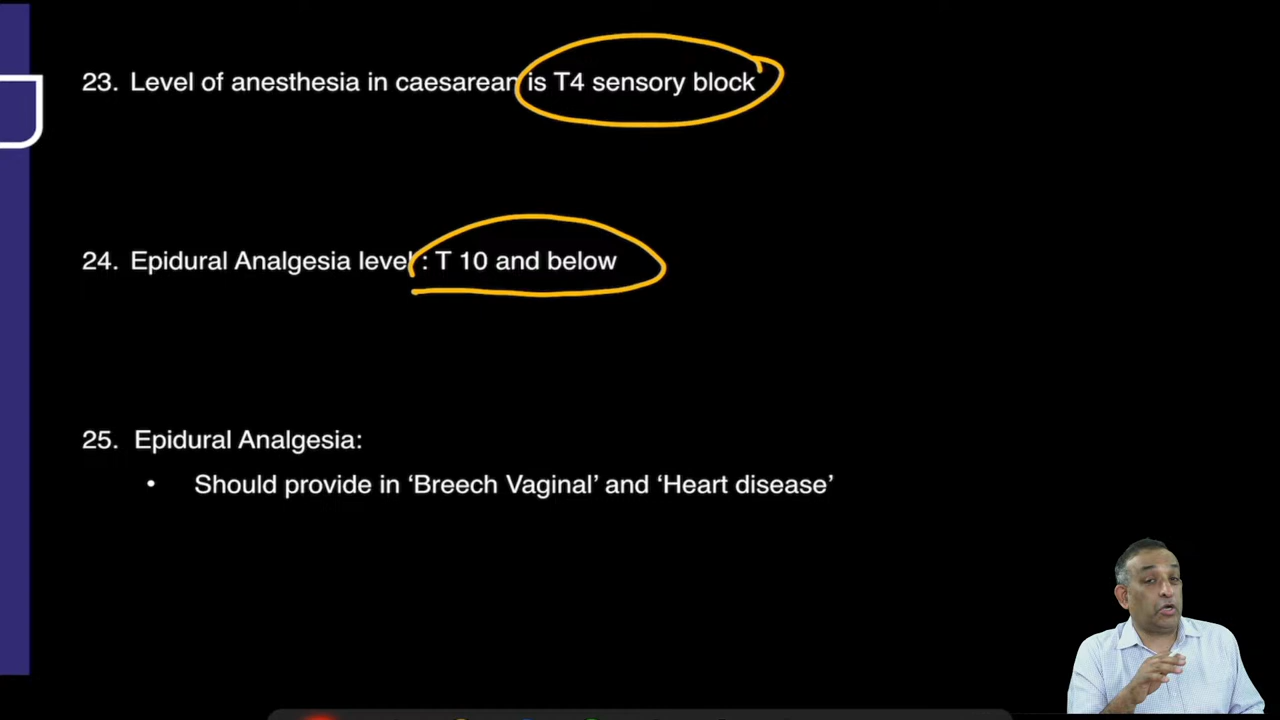 23. Level of anesthesia in caesarean is T4 sensory block
24. Epidural Analgesia level : T 10 and below
25. Epidural Analgesia:
• Should provide in ‘Breech Vaginal’ and ‘Heart disease’